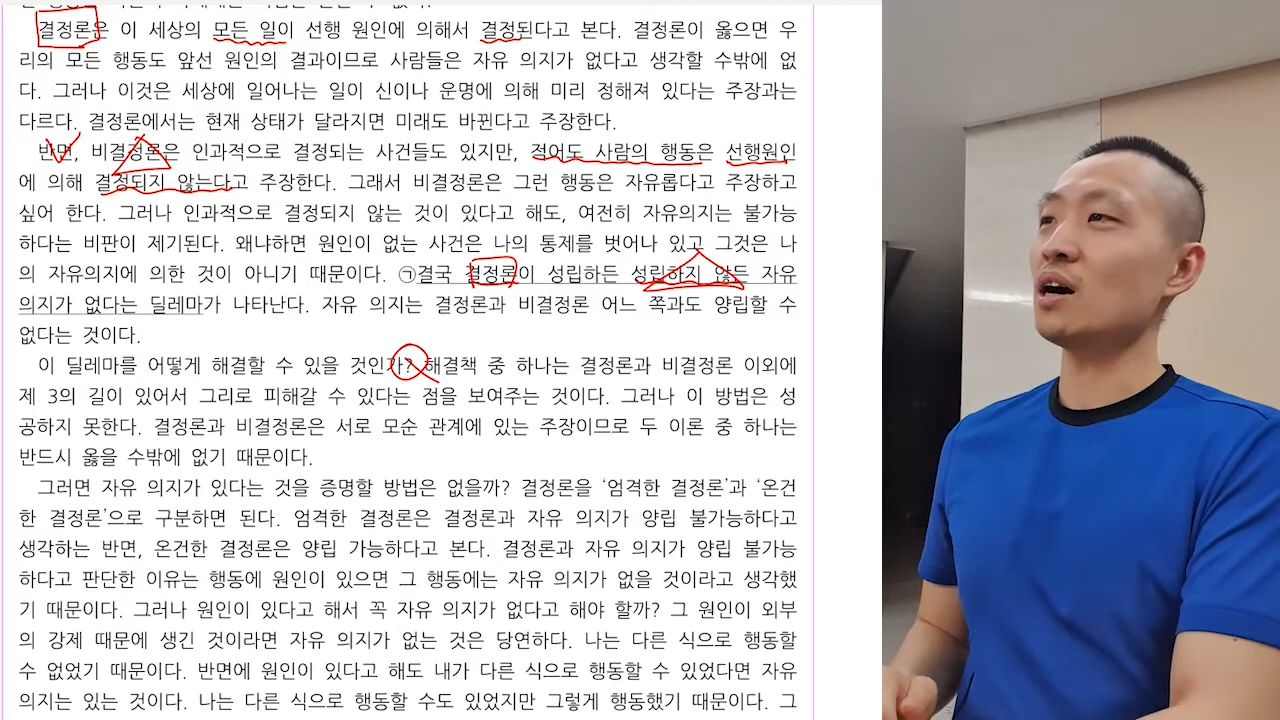 결정론은 이 세상의 모든 일이 선행 원인에 의해서 결정된다고 본다. 결정론이 옳으면 우
리의 모든 행동도 앞선 원인의 결과이므로 사람들은 자유 의지가 없다고 생각할 수밖에 없
다. 그러나 이것은 세상에 일어나는 일이 신이나 운명에 의해 미리 정해져 있다는 주장과는
다르다. 결정론에서는 현재 상태가 달라지면 미래도 바뀐다고 주장한다.
반면, 비결정론은 인과적으로 결정되는 사건들도 있지만, 적어도 사람의 행동은 선행원인
에 의해 결정되지 않는다고 주장한다. 그래서 비결정론은 그런 행동은 자유롭다고 주장하고
싶어 한다. 그러나 인과적으로 결정되지 않는 것이 있다고 해도, 여전히 자유의지는 불가능
하다는 비판이 제기된다. 왜냐하면 원인이 없는 사건은 나의 통제를 벗어나 있고 그것은 나
의 자유의지에 의한 것이 아니기 때문이다. ㉠결국 결정론이 성립하든 성립하지 않든 자유
의지가 없다는 딜레마가 나타난다. 자유 의지는 결정론과 비결정론 어느 쪽과도 양립할 수
없다는 것이다.
이 딜레마를 어떻게 해결할 수 있을 것인가? 해결책 중 하나는 결정론과 비결정론 이외에
제 3의 길이 있어서 그리로 피해갈 수 있다는 점을 보여주는 것이다. 그러나 이 방법은 성
공하지 못한다. 결정론과 비결정론은 서로 모순 관계에 있는 주장이므로 두 이론 중 하나는
반드시 옳을 수밖에 없기 때문이다.
그러면 자유 의지가 있다는 것을 증명할 방법은 없을까? 결정론을 ‘엄격한 결정론’과 ‘온건
한 결정론’으로 구분하면 된다. 엄격한 결정론은 결정론과 자유 의지가 양립 불가능하다고
생각하는 반면, 온건한 결정론은 양립 가능하다고 본다. 결정론과 자유 의지가 양립 불가능
하다고 판단한 이유는 행동에 원인이 있으면 그 행동에는 자유 의지가 없을 것이라고 생각했
기 때문이다. 그러나 원인이 있다고 해서 꼭 자유 의지가 없다고 해야 할까? 그 원인이 외부
의 강제 때문에 생긴 것이라면 자유 의지가 없는 것은 당연하다. 나는 다른 식으로 행동할
수 없었기 때문이다. 반면에 원인이 있다고 해도 내가 다른 식으로 행동할 수 있었다면 자유
의지는 있는 것이다. 나는 다른 식으로 행동할 수도 있었지만 그렇게 행동했기 때문이다. 그